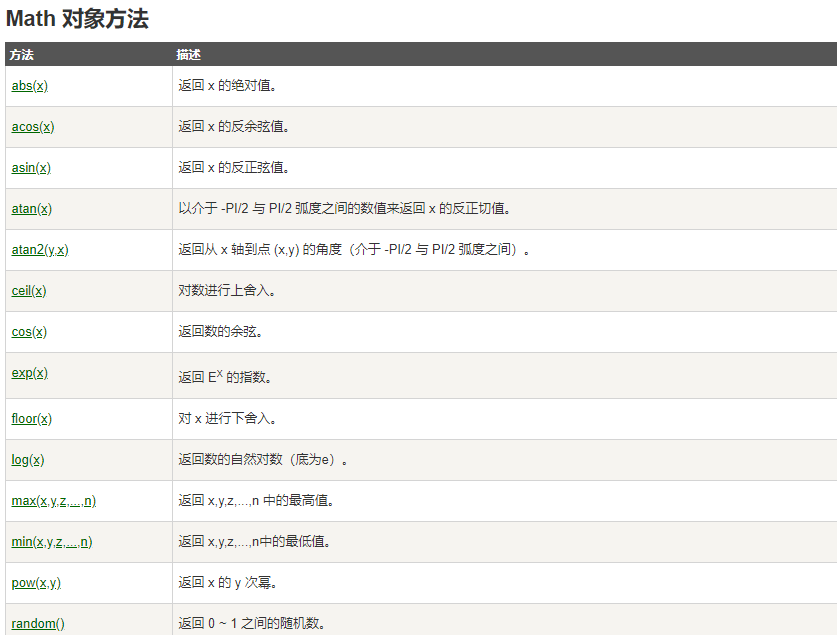 Math 对象方法
方法 描述
abs(x) 返回 x 的绝对值。
acos(x) 返回 x 的反余弦值。
asin(x) 返回 x 的反正弦值。
atan(x) 以介于 -PI/2 与 PI/2 弧度之间的数值来返回 x 的反正切值。
atan2(y,x) 返回从 x 轴到点 (x,y) 的角度（介于 -PI/2 与 PI/2 弧度之间）。
ceil(x) 对数进行上舍入。
cos(x) 返回数的余弦。
exp(x) 返回 Eˣ 的指数。
floor(x) 对 x 进行下舍入。
log(x) 返回数的自然对数（底为e）。
max(x,y,z,...,n) 返回 x,y,z,...,n 中的最高值。
min(x,y,z,...,n) 返回 x,y,z,...,n中的最低值。
pow(x,y) 返回 x 的 y 次幂。
random() 返回 0 ~ 1 之间的随机数。